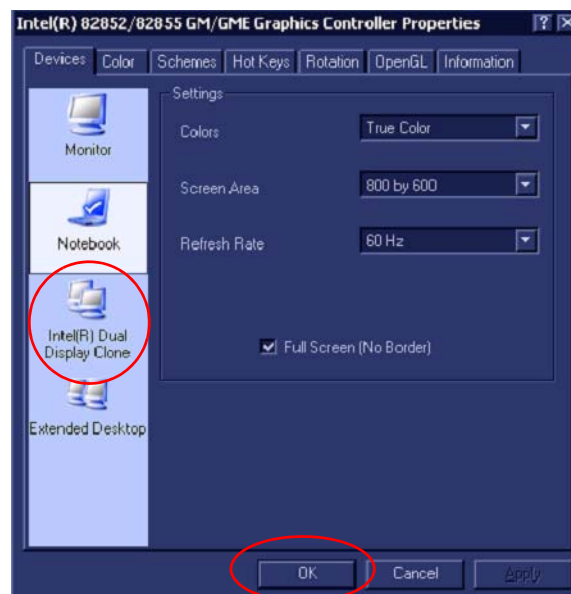 Intel(R) 82852/82855 GM/GME Graphics Controller Properties
Devices Color Schemes Hot Keys Rotation OpenGL Information
Settings
Monitor
Colors True Color
Notebook
Screen Area 800 by 600
Refresh Rate 60 Hz
Intel(R) Dual
Display Clone
Full Screen (No Border)
Extended Desktop
OK Cancel Apply